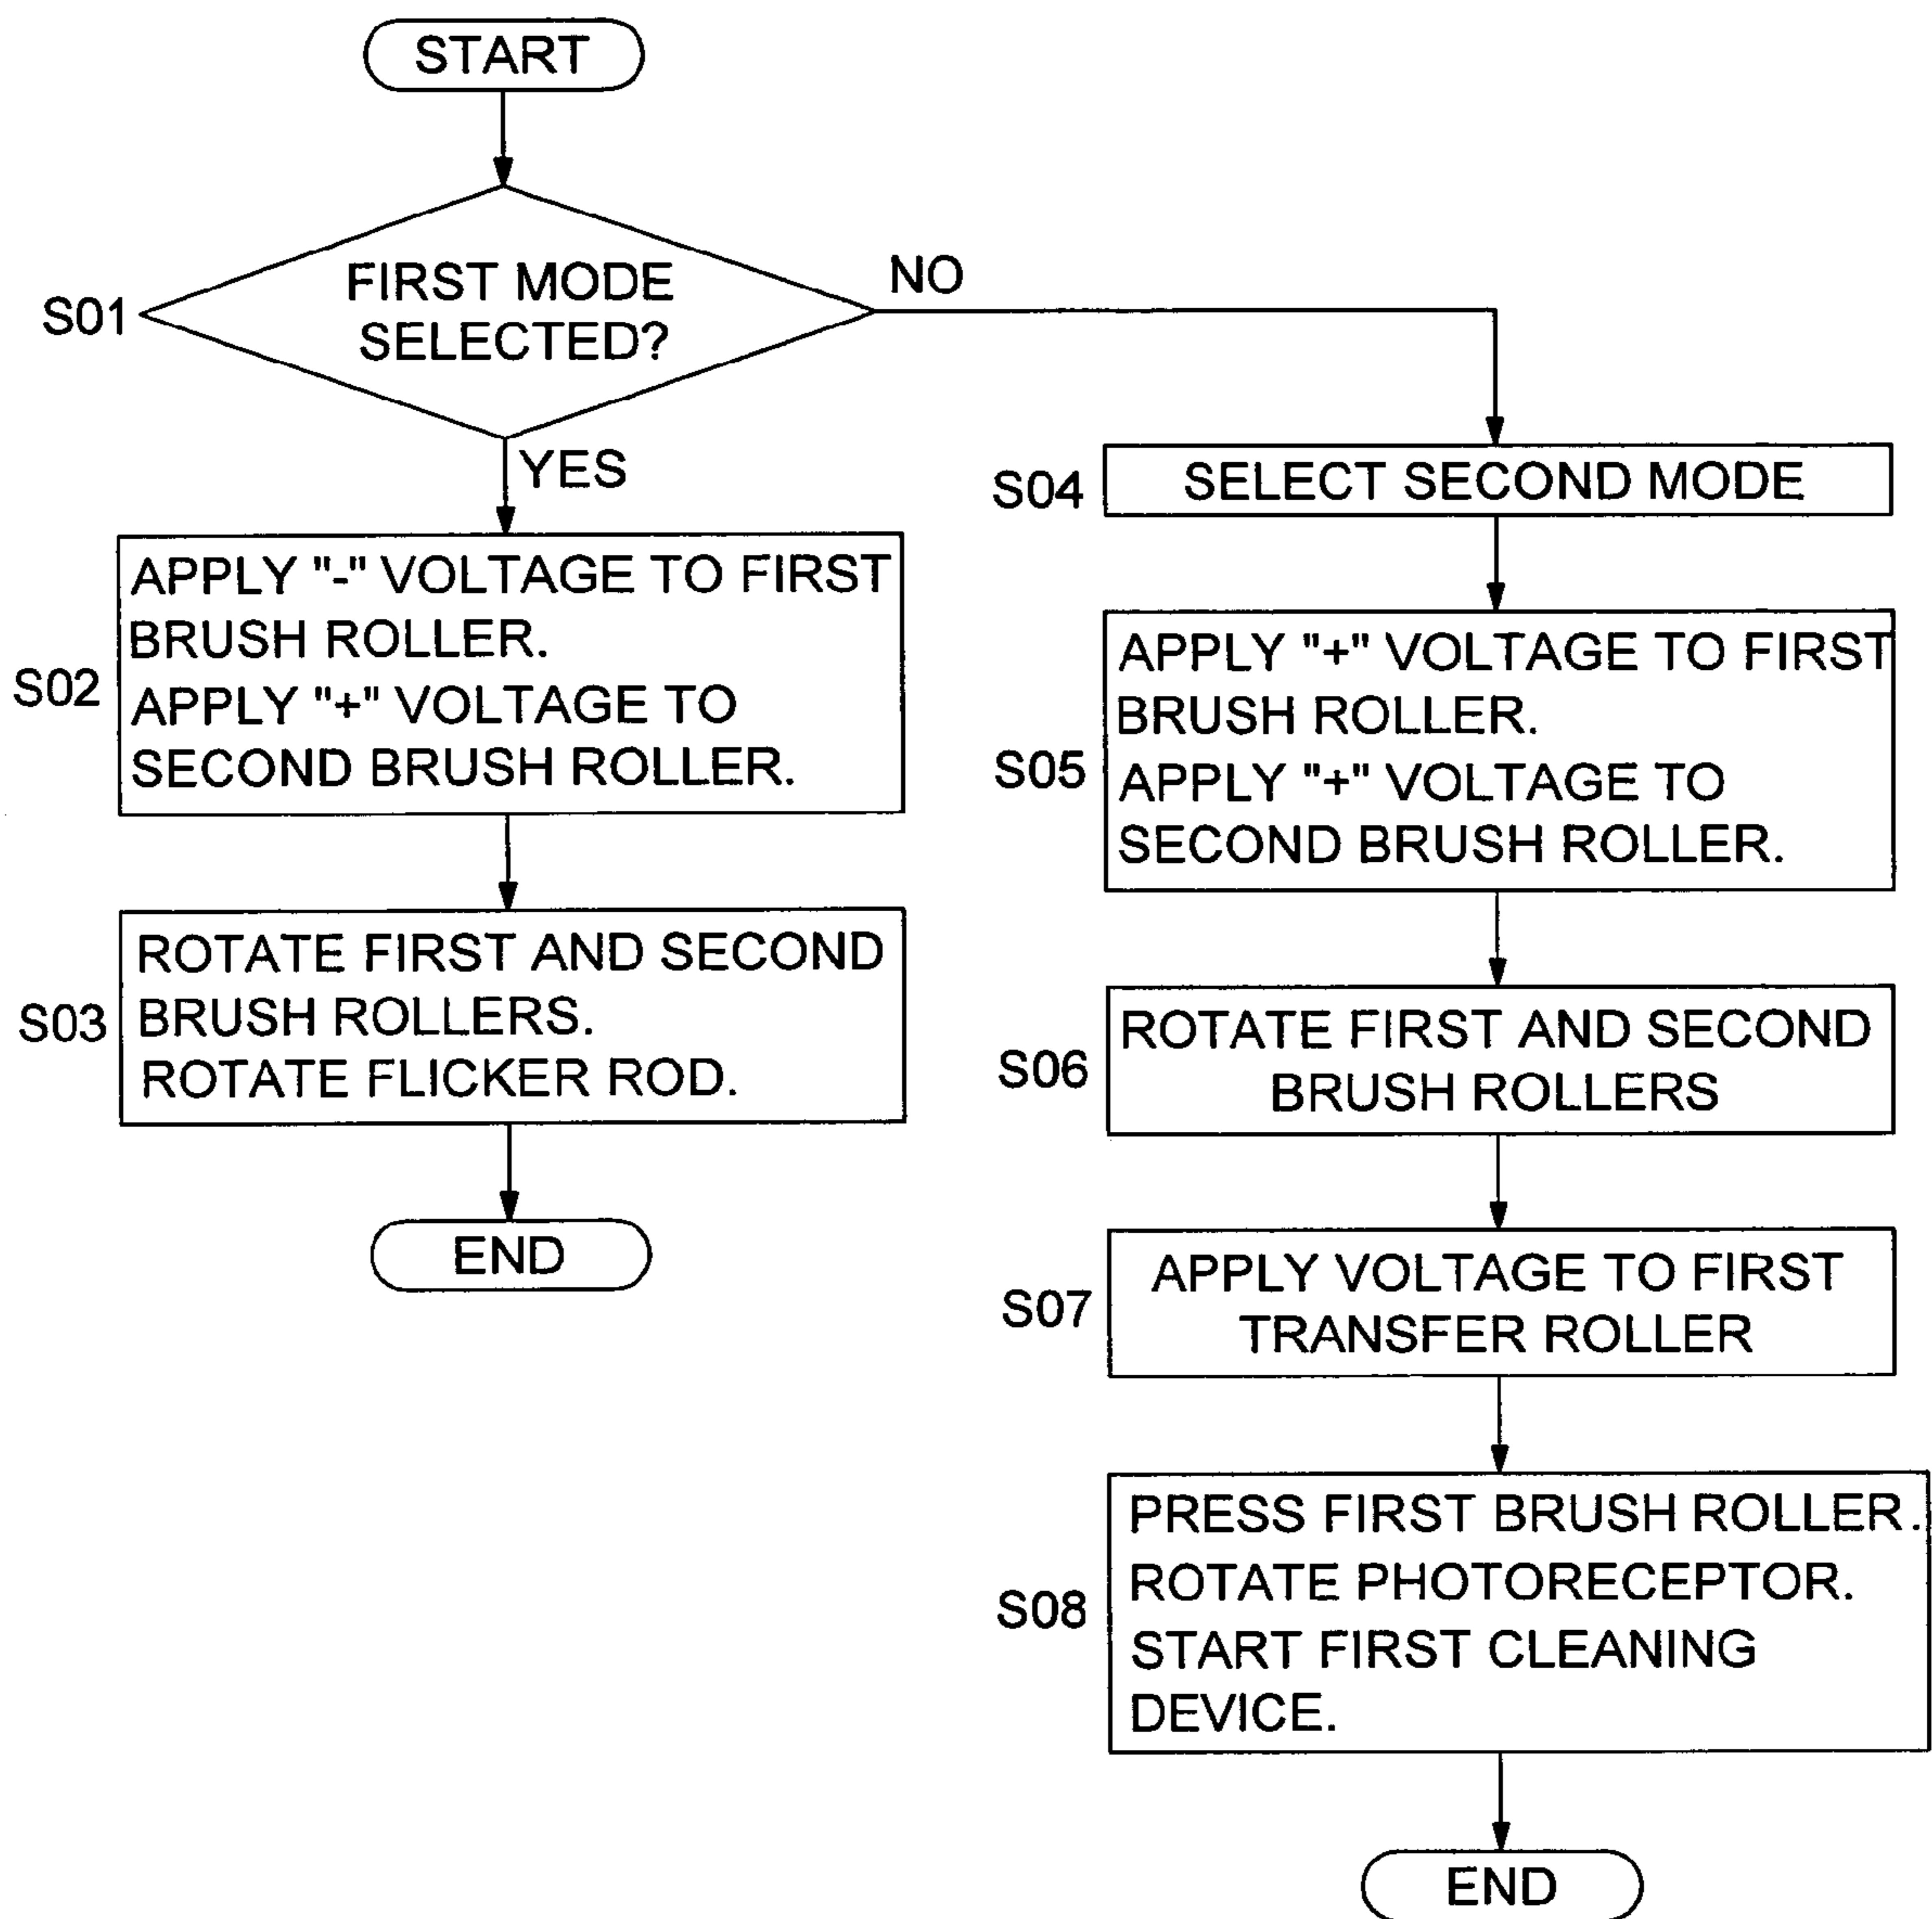 START
S01
FIRST MODE
SELECTED?
NO
YES
S02
APPLY "-" VOLTAGE TO FIRST
BRUSH ROLLER.
APPLY "+" VOLTAGE TO
SECOND BRUSH ROLLER.
S03
ROTATE FIRST AND SECOND
BRUSH ROLLERS.
ROTATE FLICKER ROD.
END
S04
SELECT SECOND MODE
S05
APPLY "+" VOLTAGE TO FIRST
BRUSH ROLLER.
APPLY "+" VOLTAGE TO
SECOND BRUSH ROLLER.
S06
ROTATE FIRST AND SECOND
BRUSH ROLLERS
S07
APPLY VOLTAGE TO FIRST
TRANSFER ROLLER
S08
PRESS FIRST BRUSH ROLLER.
ROTATE PHOTORECEPTOR.
START FIRST CLEANING
DEVICE.
END